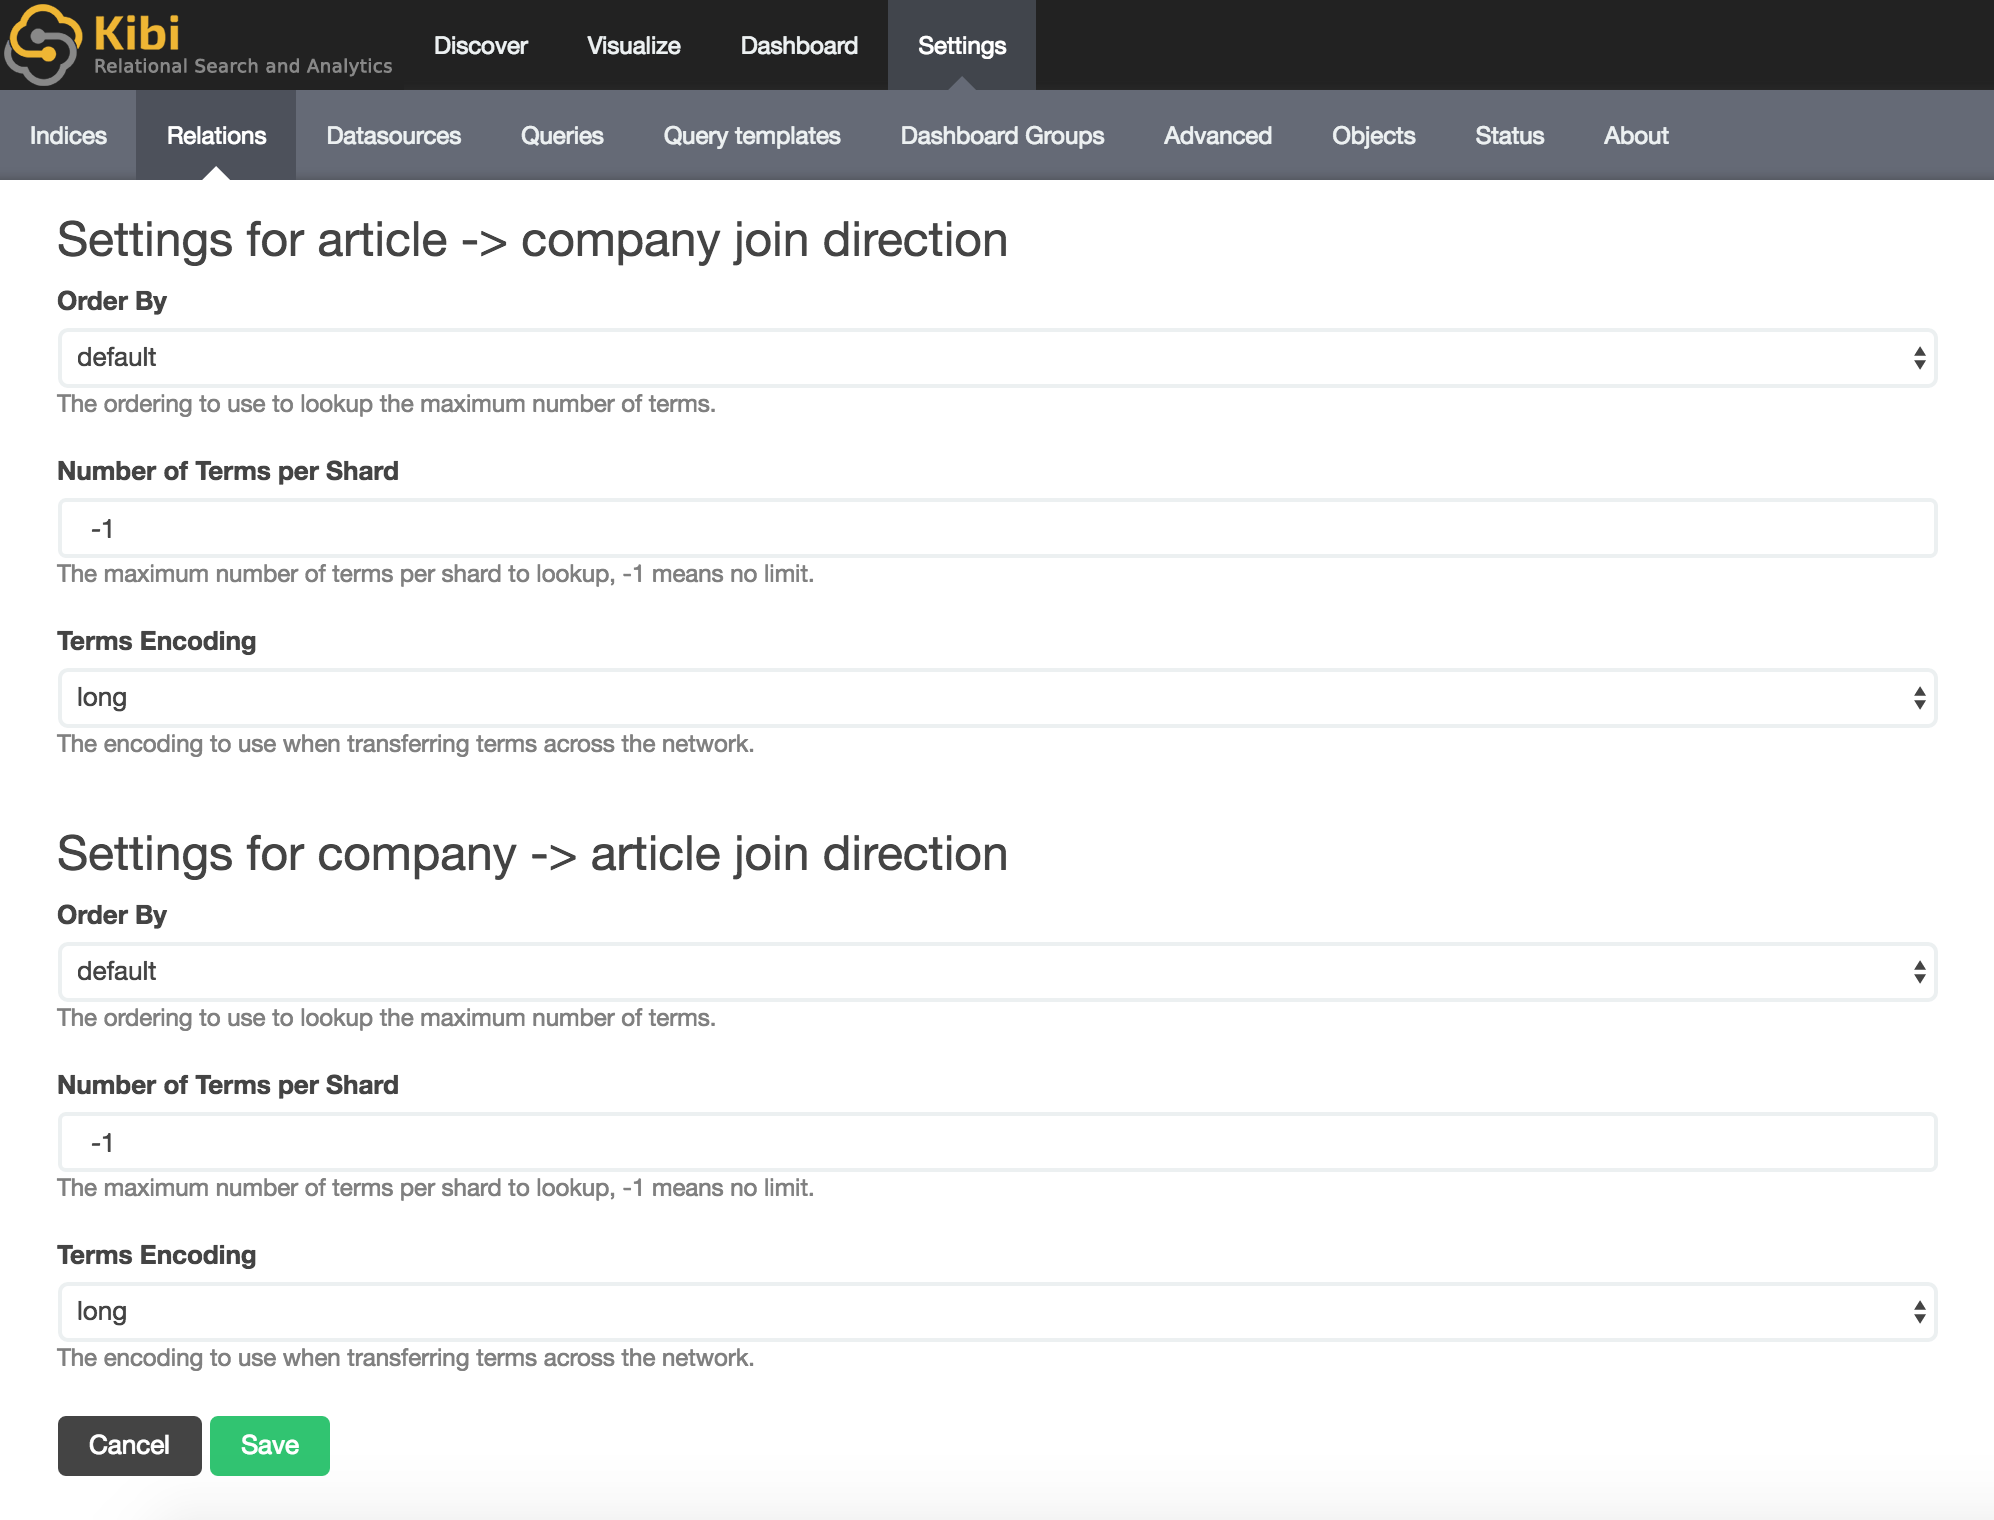 Kibi
Relational Search and Analytics
Discover Visualize Dashboard Settings
Indices Relations Datasources Queries Query templates Dashboard Groups Advanced Objects Status About
Settings for article -> company join direction
Order By
default
The ordering to use to lookup the maximum number of terms.
Number of Terms per Shard
-1
The maximum number of terms per shard to lookup, -1 means no limit.
Terms Encoding
long
The encoding to use when transferring terms across the network.
Settings for company -> article join direction
Order By
default
The ordering to use to lookup the maximum number of terms.
Number of Terms per Shard
-1
The maximum number of terms per shard to lookup, -1 means no limit.
Terms Encoding
long
The encoding to use when transferring terms across the network.
Cancel Save